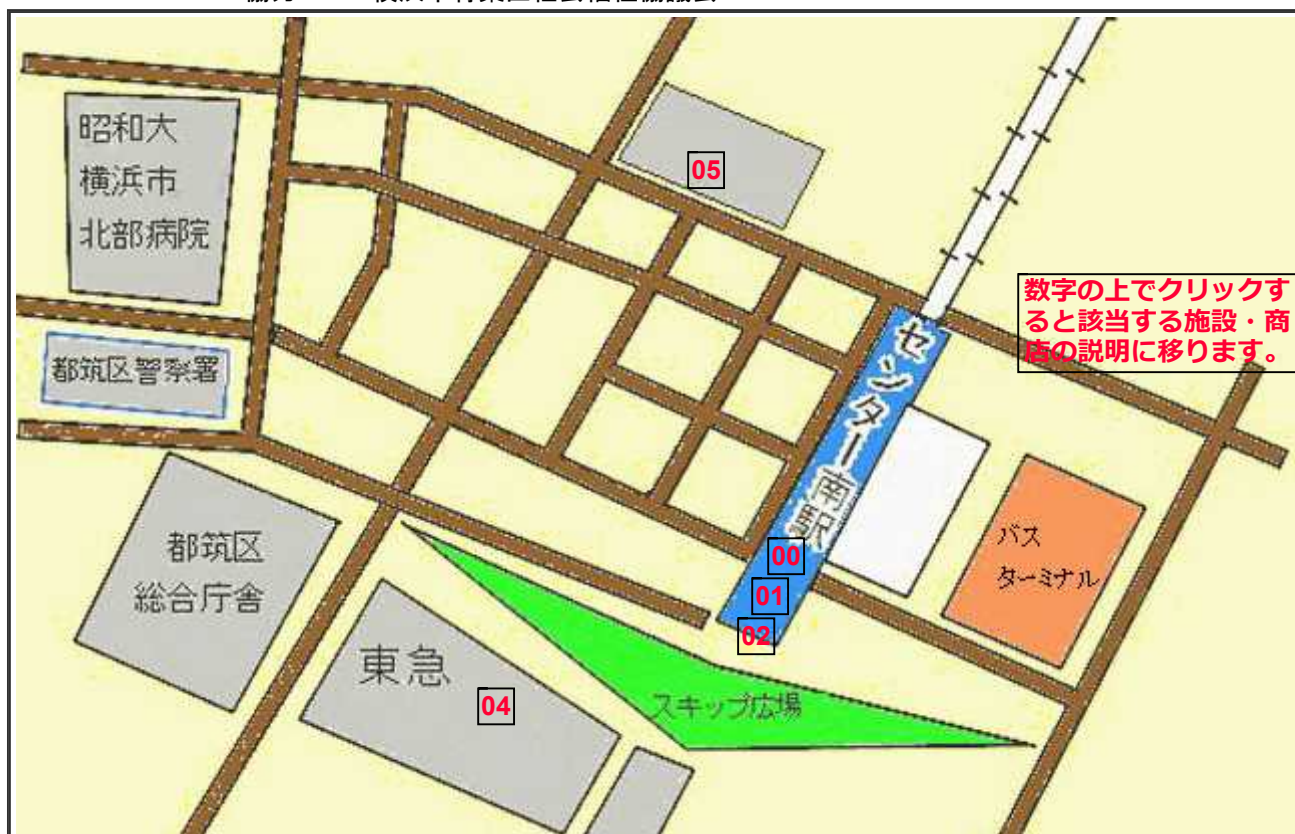 昭和大
横浜市
北部病院
05
数字の上でクリックす
ると該当する施設・商
店の説明に移ります。
都筑区警察署
センター南駅
バス
ターミナル
都筑区
総合庁舎
00
01
02
東急
04
スキップ広場